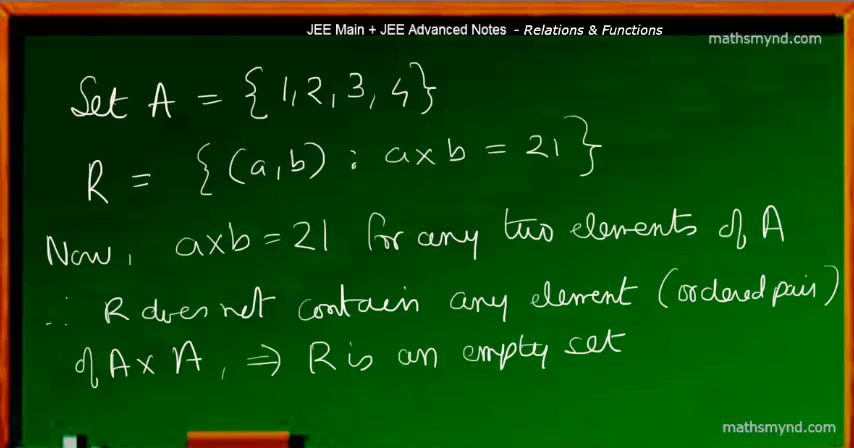 JEE Main + JEE Advanced Notes - Relations & Functions
mathsmynd.com
Set A = {1, 2, 3, 4}
R = {(a, b) : a x b = 21}
Now, a x b = 21 for any two elements of A
∴ R does not contain any element (ordered pair)
of A x A, ⇒ R is an empty set
mathsmynd.com